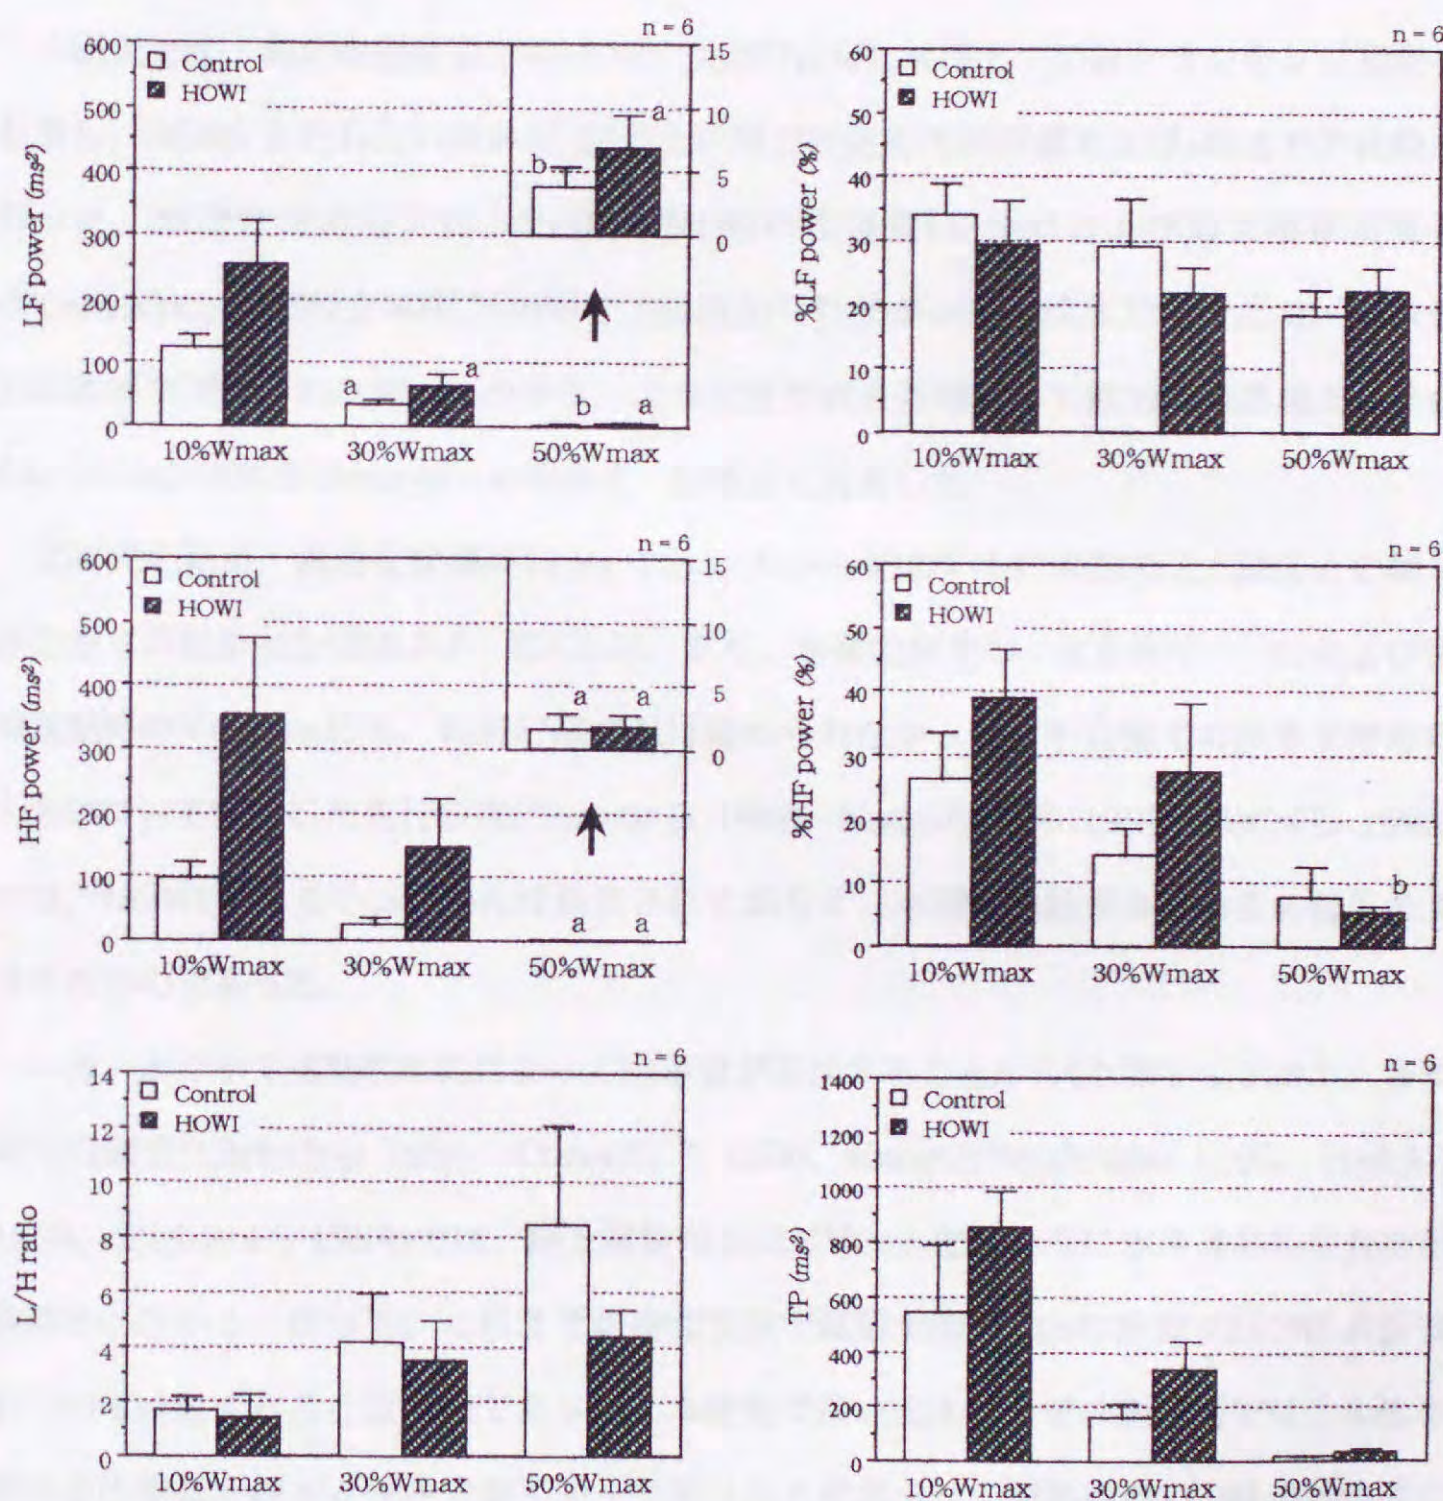 n = 6
LF power (ms²)
600
500
400
300
200
100
0
Control
HOWI
15
10
5
0
b
a
a
a
b
a
10%Wmax
30%Wmax
50%Wmax
n = 6
%LF power (%)
60
50
40
30
20
10
0
Control
HOWI
10%Wmax
30%Wmax
50%Wmax
n = 6
HF power (ms²)
600
500
400
300
200
100
0
Control
HOWI
15
10
5
0
a
a
a
a
10%Wmax
30%Wmax
50%Wmax
n = 6
%HF power (%)
60
50
40
30
20
10
0
Control
HOWI
b
10%Wmax
30%Wmax
50%Wmax
n = 6
L/H ratio
14
12
10
8
6
4
2
0
Control
HOWI
10%Wmax
30%Wmax
50%Wmax
n = 6
TP (ms²)
1400
1200
1000
800
600
400
200
0
Control
HOWI
10%Wmax
30%Wmax
50%Wmax